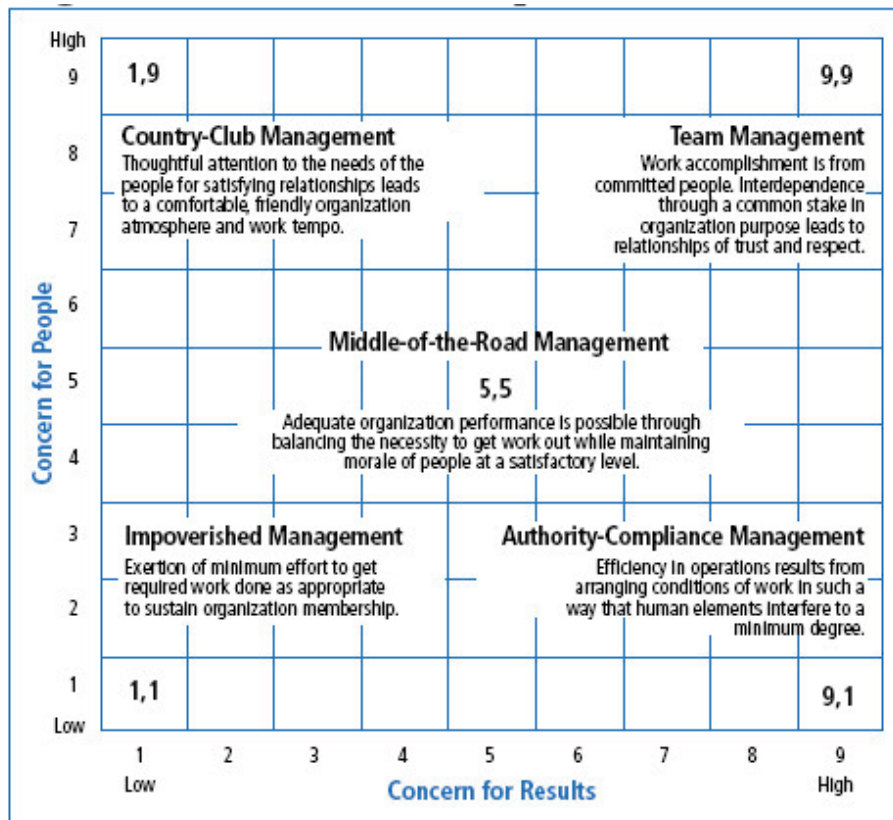 High
9
1,9
9,9
8
Country-Club Management
Thoughtful attention to the needs of the
people for satisfying relationships leads
to a comfortable, friendly organization
atmosphere and work tempo.
Team Management
Work accomplishment is from
committed people. Interdependence
through a common stake in
organization purpose leads to
relationships of trust and respect.
7
6
Concern for People
5
Middle-of-the-Road Management
5,5
Adequate organization performance is possible through
balancing the necessity to get work out while maintaining
morale of people at a satisfactory level.
4
3
Impoverished Management
Exertion of minimum effort to get
required work done as appropriate
to sustain organization membership.
Authority-Compliance Management
Efficiency in operations results from
arranging conditions of work in such a
way that human elements interfere to a
minimum degree.
2
1
1,1
9,1
Low
1 2 3 4 5 6 7 8 9
Low
High
Concern for Results